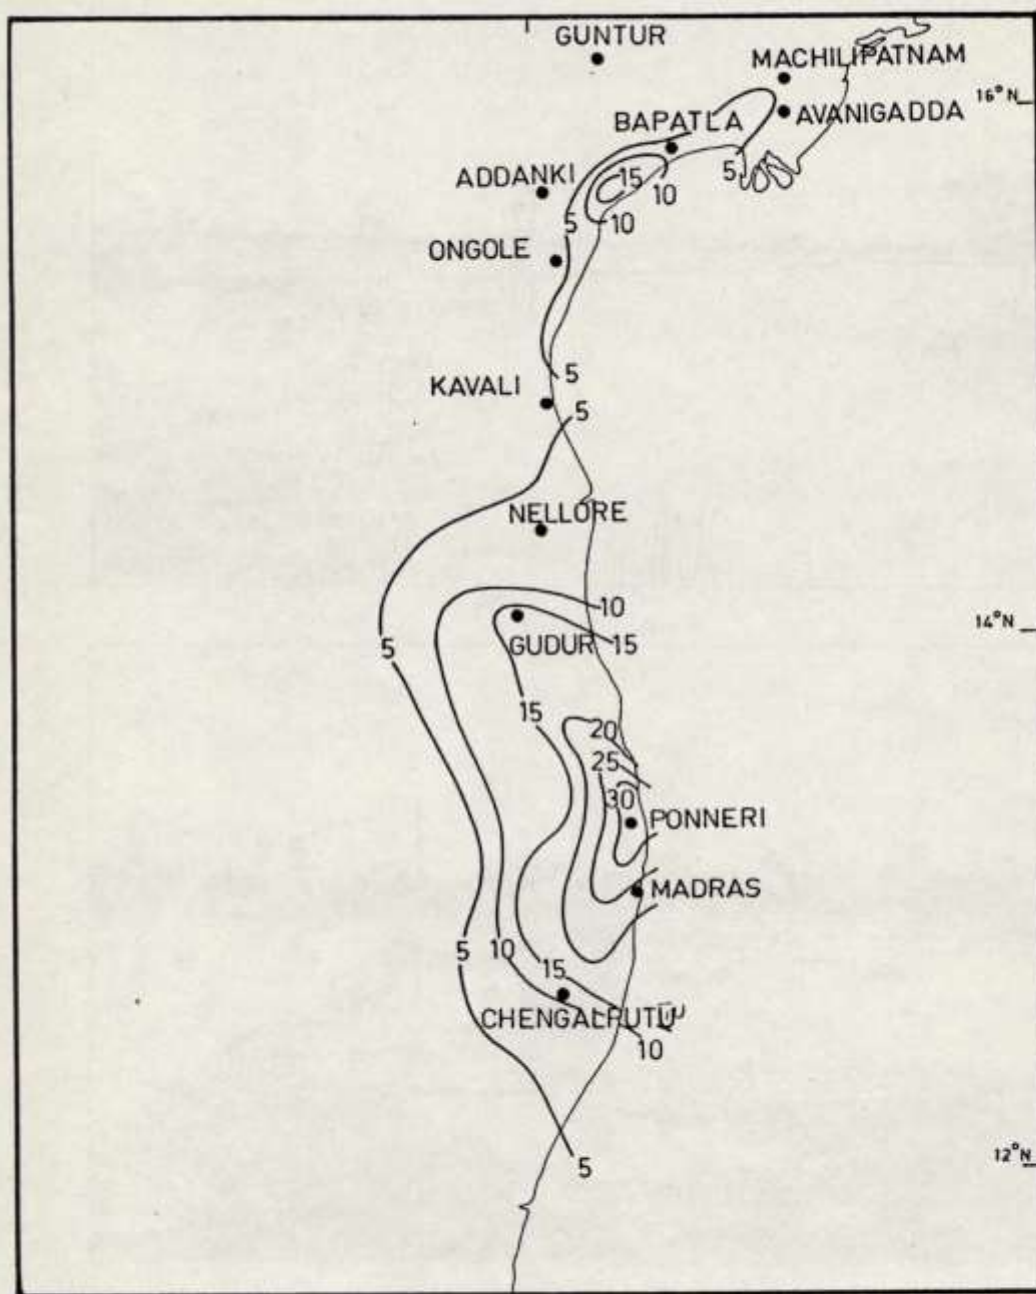 GUNTUR
MACHILIPATNAM
16°N
AVANIGADDA
BAPATLA
5
ADDANKI
15
10
5
10
ONGOLE
5
KAVALI
5
NELLORE
10
14°N
5
GUDUR
15
15
20
25
30
PONNERI
MADRAS
5
10
15
CHENGALPUTU
10
5
12°N